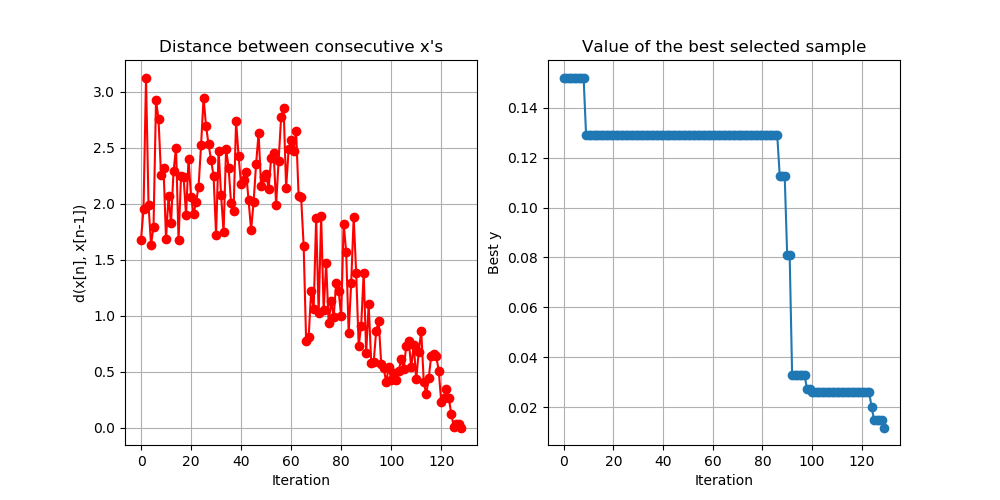 Distance between consecutive x's
d(x[n], x[n-1])
3.0
2.5
2.0
1.5
1.0
0.5
0.0
0 20 40 60 80 100 120
Iteration
Value of the best selected sample
Best y
0.14
0.12
0.10
0.08
0.06
0.04
0.02
0 20 40 60 80 100 120
Iteration